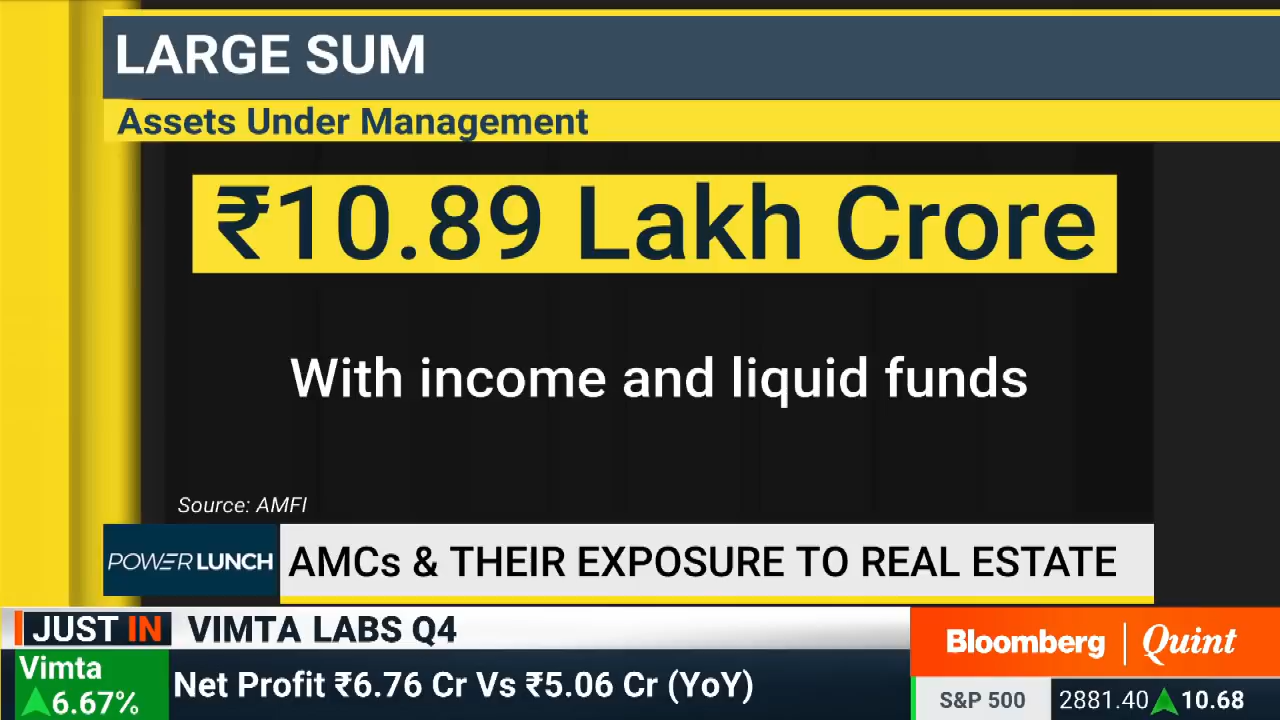 LARGE SUM
Assets Under Management
₹10.89 Lakh Crore
With income and liquid funds
Source: AMFI
POWER LUNCH
AMCs & THEIR EXPOSURE TO REAL ESTATE
JUST IN
VIMTA LABS Q4
Vimta
6.67%
Net Profit ₹6.76 Cr Vs ₹5.06 Cr (YoY)
Bloomberg | Quint
S&P 500 2881.40 10.68